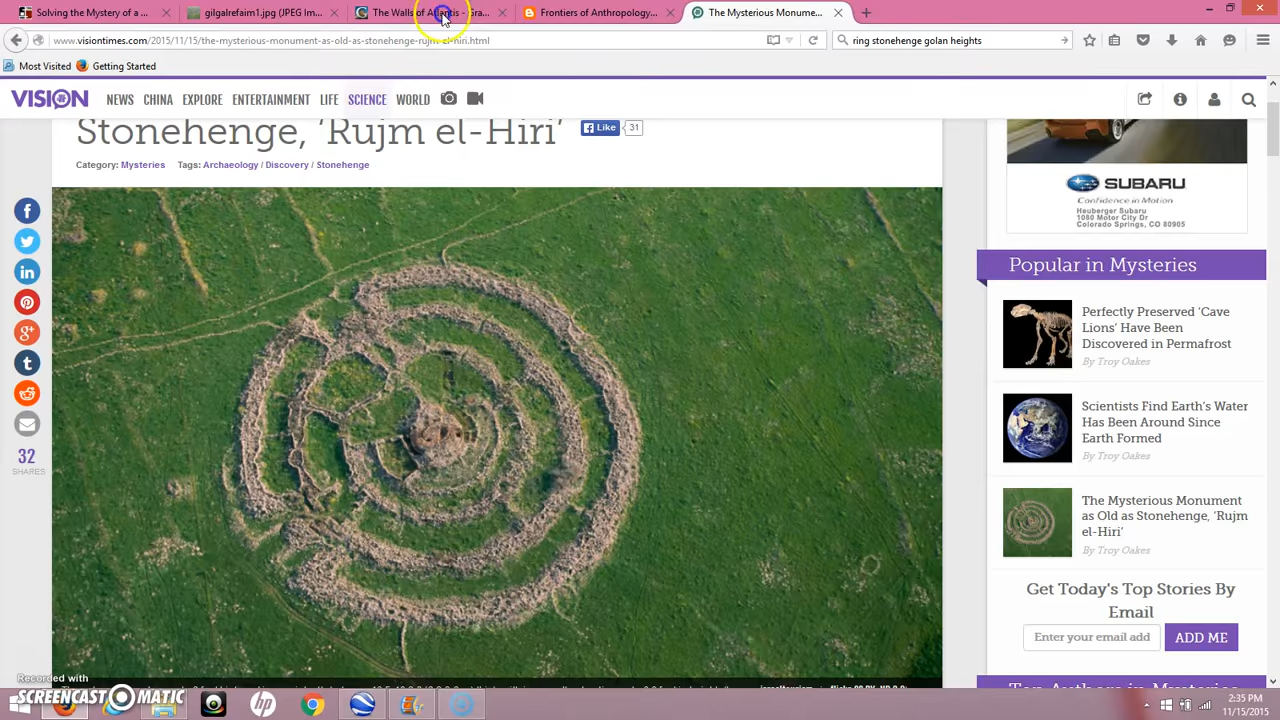 Solving the Mystery of a ...
gilgalrefaim1.jpg (JPEG Im...
The Walls of Atlantis - Gra...
Frontiers of Anthropology...
The Mysterious Monume...
www.visiontimes.com/2015/11/15/the-mysterious-monument-as-old-as-stonehenge-rujm-el-hiri.html
ring stonehenge golan heights
Most Visited Getting Started
VISION NEWS CHINA EXPLORE ENTERTAINMENT LIFE SCIENCE WORLD
Stonehenge, ‘Rujm el-Hiri’
Like 31
Category: Mysteries Tags: Archaeology / Discovery / Stonehenge
32
SHARES
SUBARU
Confidence in Motion
Heuberger Subaru
1080 Motor City Dr
Colorado Springs, CO 80905
Popular in Mysteries
Perfectly Preserved ‘Cave
Lions’ Have Been
Discovered in Permafrost
By Troy Oakes
Scientists Find Earth's Water
Has Been Around Since
Earth Formed
By Troy Oakes
The Mysterious Monument
as Old as Stonehenge, ‘Rujm
el-Hiri’
By Troy Oakes
Get Today's Top Stories By
Email
Enter your email add
ADD ME
Recorded with
SCREENCAST-O-MATIC
2:35 PM
11/15/2015